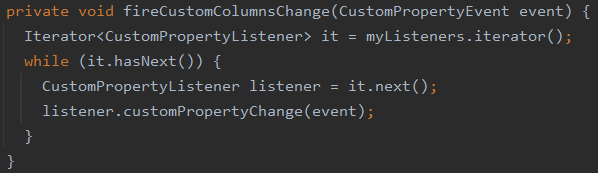 private void fireCustomColumnsChange(CustomPropertyEvent event) {
  Iterator<CustomPropertyListener> it = myListeners.iterator();
  while (it.hasNext()) {
    CustomPropertyListener listener = it.next();
    listener.customPropertyChange(event);
  }
}